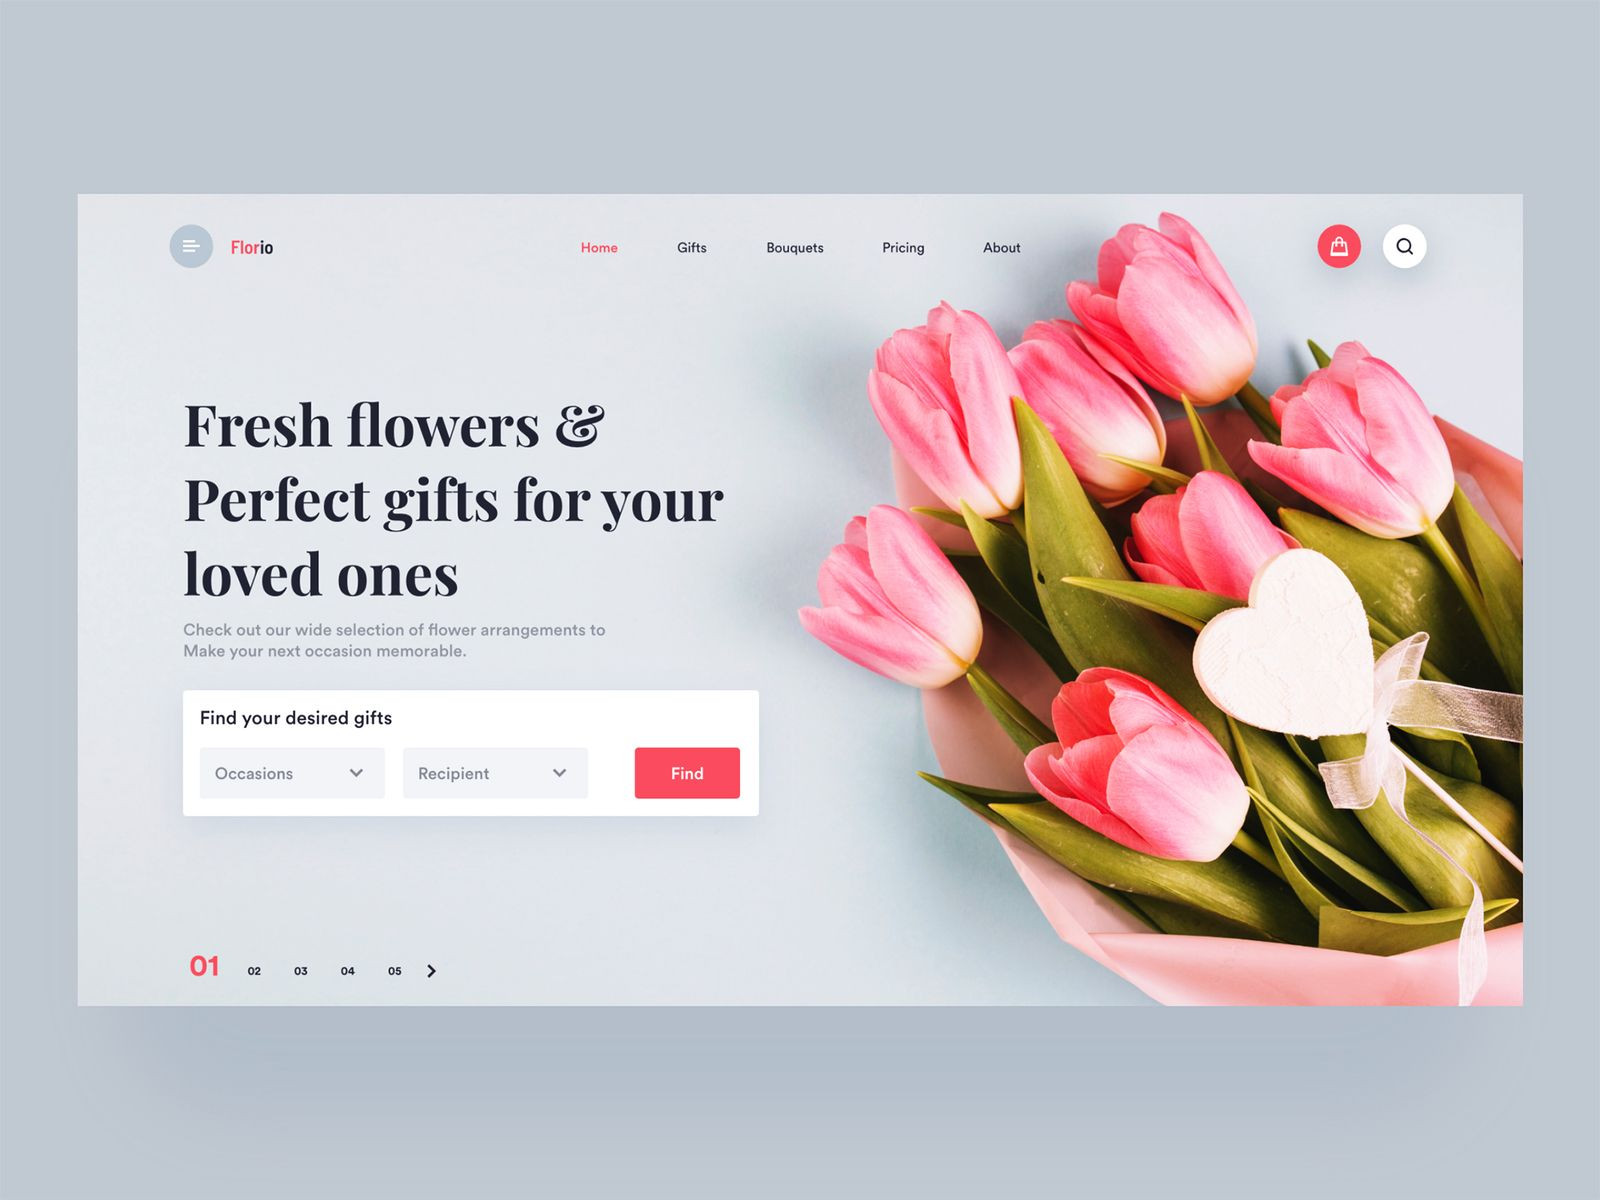 Florio
Home Gifts Bouquets Pricing About
Fresh flowers &
Perfect gifts for your
loved ones
Check out our wide selection of flower arrangements to
Make your next occasion memorable.
Find your desired gifts
Occasions Recipient Find
01 02 03 04 05